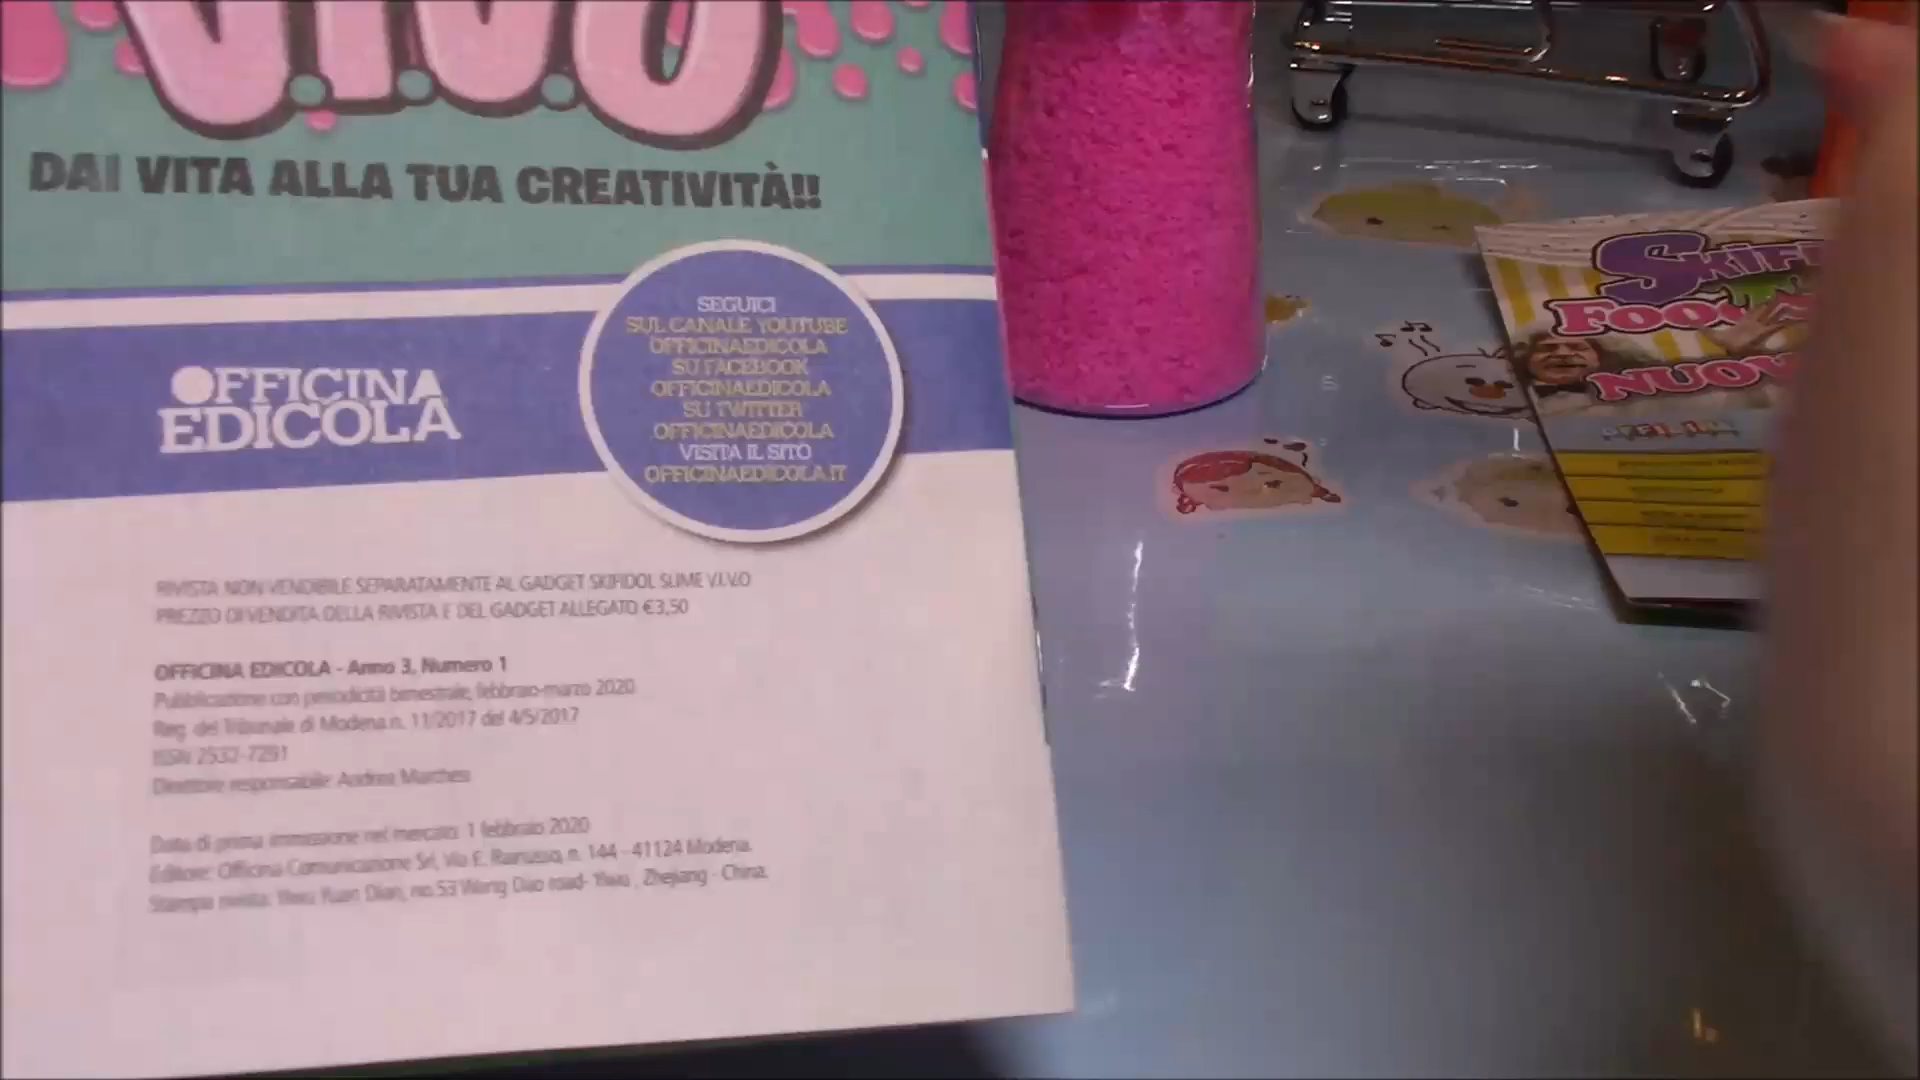 V.I.V.O
DAI VITA ALLA TUA CREATIVITÀ!!
OFFICINA
EDICOLA
SEGUICI
SUL CANALE YOUTUBE
OFFICINAEDICOLA
SU FACEBOOK
OFFICINAEDICOLA
SU TWITTER
OFFICINAEDICOLA
VISITA IL SITO
OFFICINAEDICOLA.IT
RIVISTA NON VENDIBILE SEPARATAMENTE AL GADGET SKIFIDOL SLIME V.I.V.O
PREZZO DI VENDITA DELLA RIVISTA E DEL GADGET ALLEGATO €3,50
OFFICINA EDICOLA - Anno 3, Numero 1
Pubblicazione con periodicità bimestrale, febbraio-marzo 2020
Reg. del Tribunale di Modena n. 11/2017 del 4/5/2017
ISSN 2532-7291
Direttore responsabile: Andrea
Data di prima immissione nel mercato: 1 febbraio 2020
Editore: Officina Comunicazione Srl, Via E. n. 144 - 41124 Modena.
Stampa rivista: Yiwu Yuan Dian, no.53 Wang Dao road- Yiwu , Zhejiang - China.
SKIF
FOO
NUOV